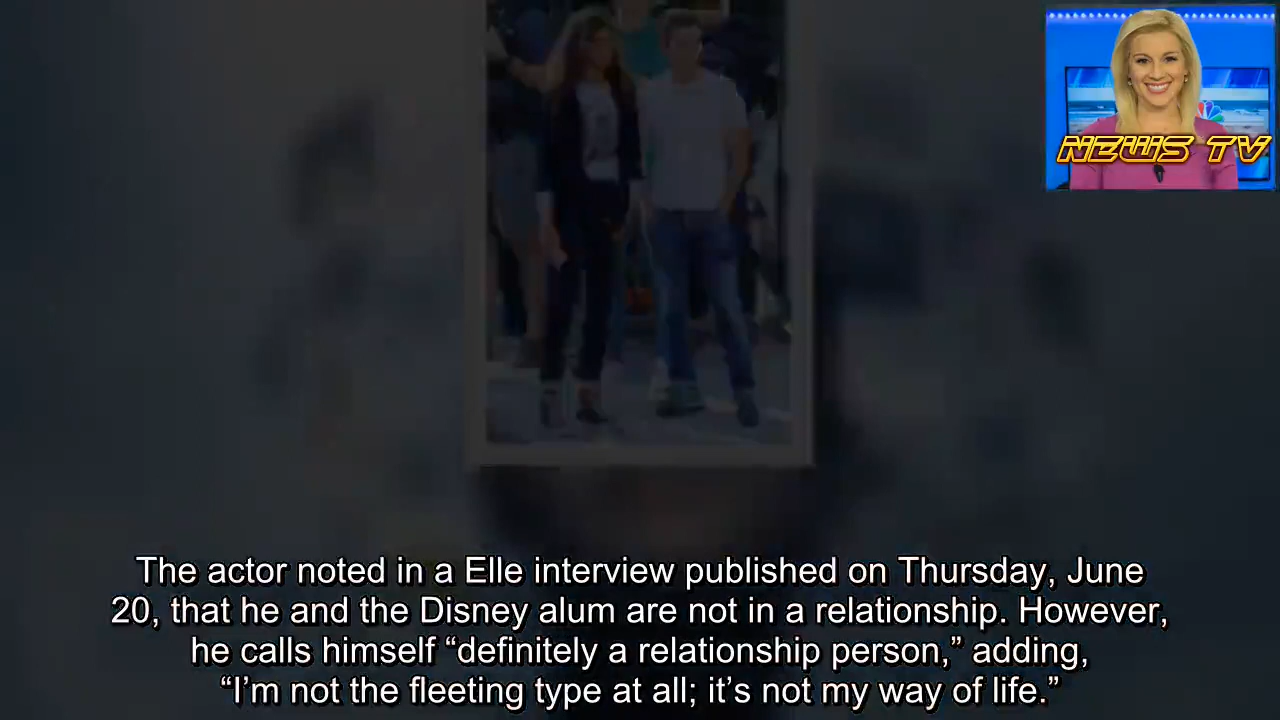 NEWS TV
The actor noted in a Elle interview published on Thursday, June
20, that he and the Disney alum are not in a relationship. However,
he calls himself “definitely a relationship person,” adding,
“I’m not the fleeting type at all; it’s not my way of life.”